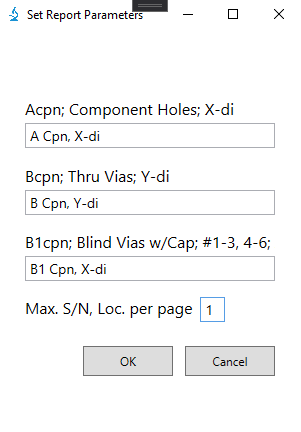 Set Report Parameters
Acpn; Component Holes; X-di
A Cpn, X-di
Bcpn; Thru Vias; Y-di
B Cpn, Y-di
B1cpn; Blind Vias w/Cap; #1-3, 4-6;
B1 Cpn, X-di
Max. S/N, Loc. per page 1
OK Cancel